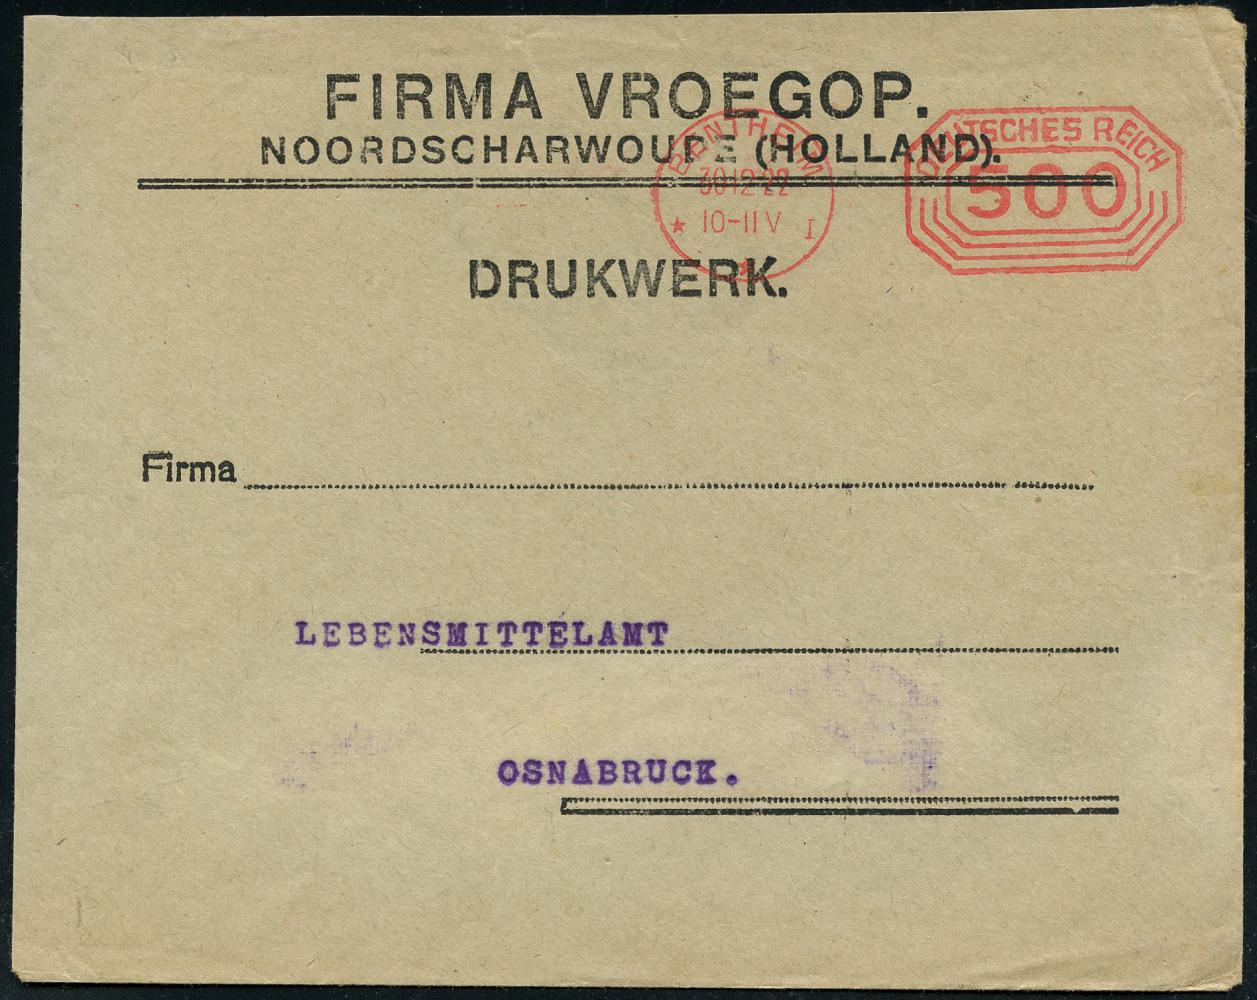 FIRMA VROEGOP.
NOORDSCHARWOUDE (HOLLAND).
BENTHEIM
30 12 22
★ 10-11 V I
DEUTSCHES REICH
500
DRUKWERK.
Firma
LEBENSMITTELAMT
OSNABRUCK.